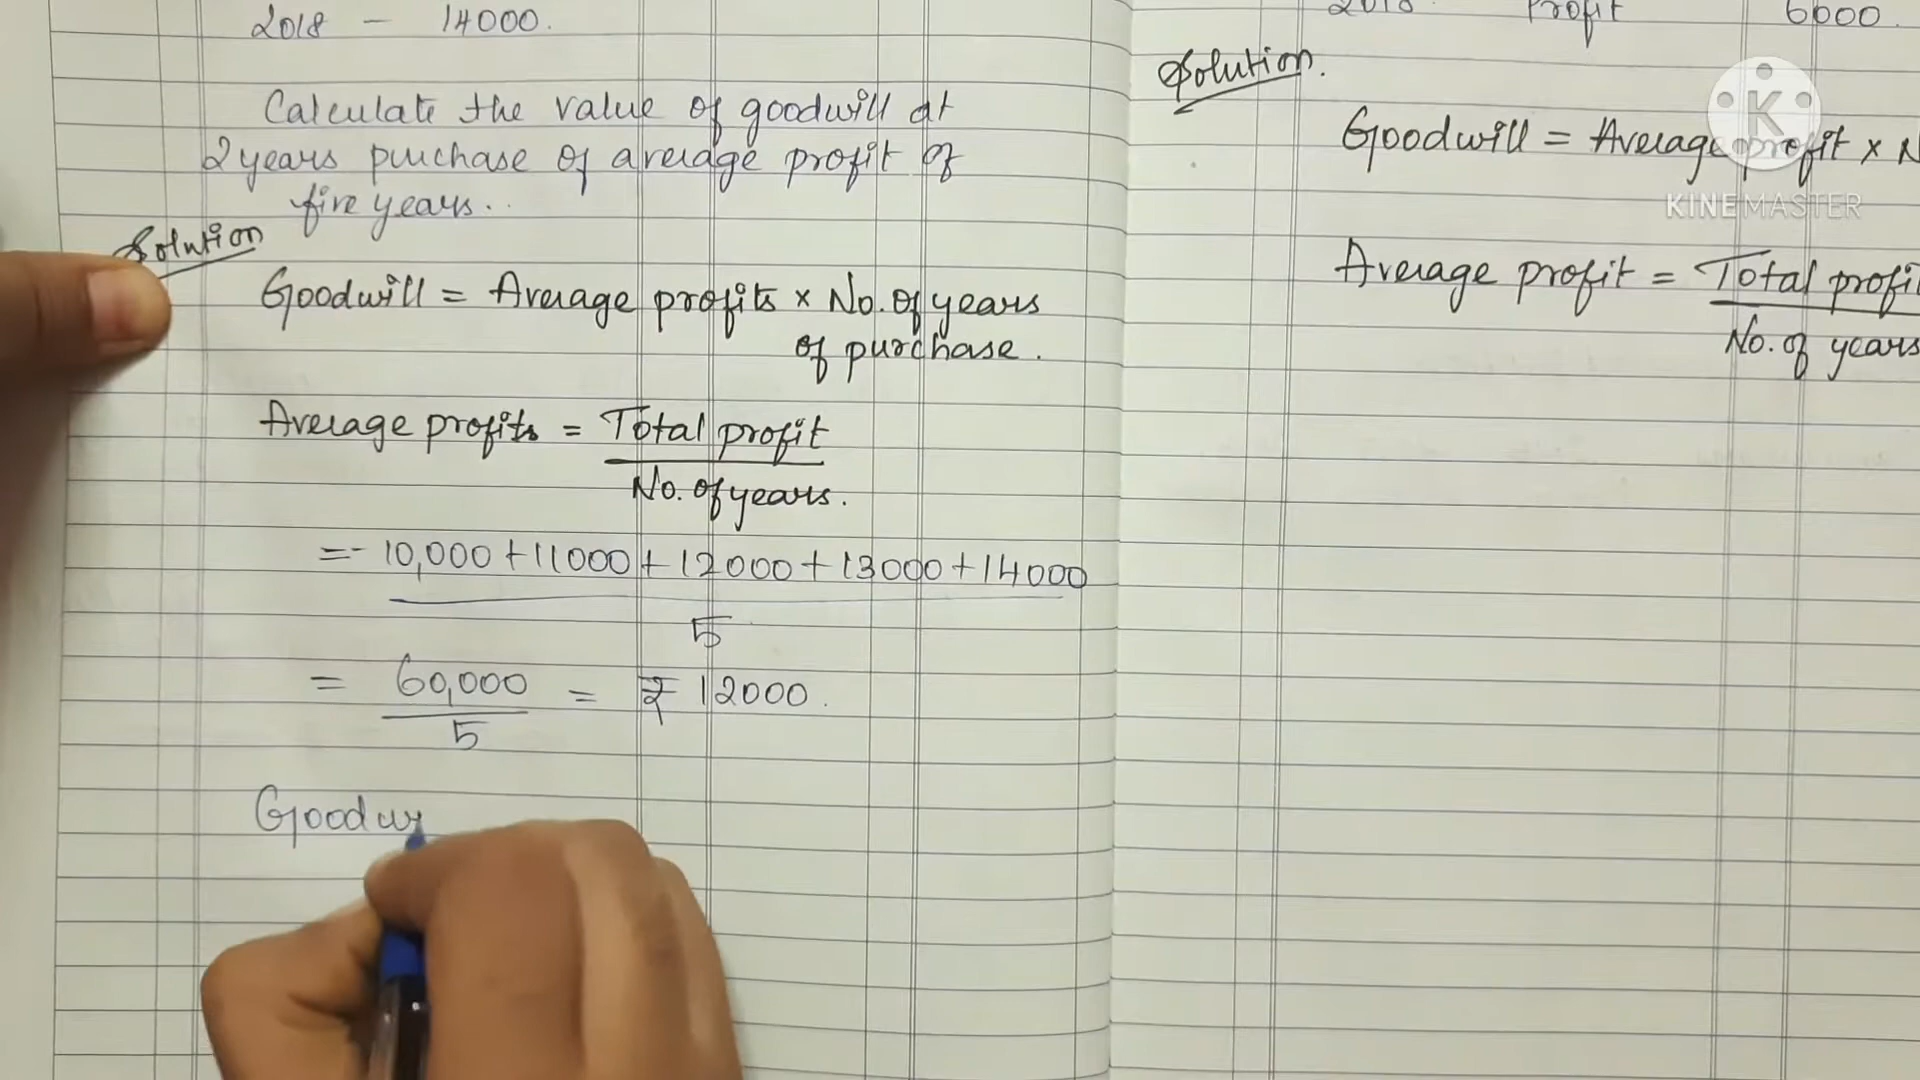 2018 - 14000.
Calculate the value of goodwill at
2 years purchase of average profit of
five years..
Solution
Goodwill = Average profits × No. of years
of purchase.
Average profits = Total profit
No. of years.
=- 10,000 + 11000 + 12000 + 13000 + 14000
5
= 60,000 = ₹ 12000.
5
Goodw
2018 Profit 6000.
Solution.
Goodwill = Average profit × N
Average profit = Total profi
No. of years
K
KINEMASTER